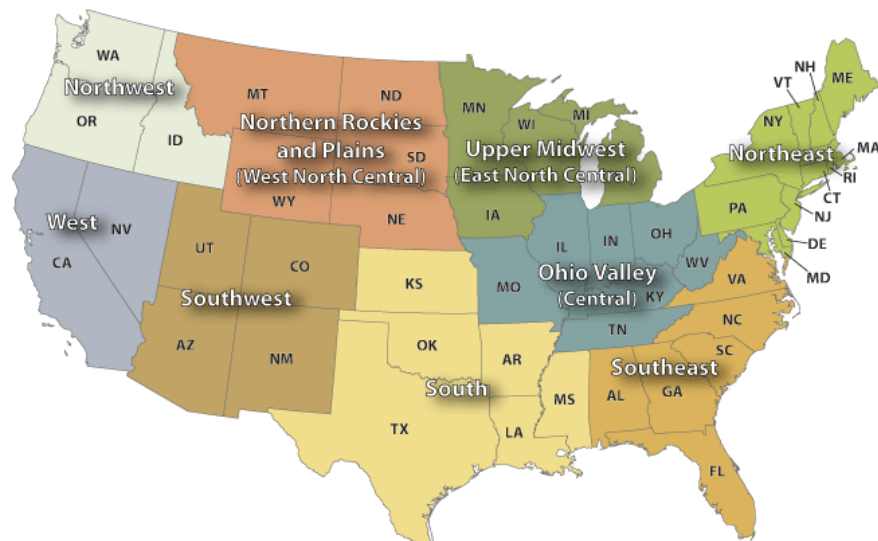 WA
Northwest
OR
ID
MT
ND
Northern Rockies
and Plains
(West North Central)
SD
WY
NE
MN
WI
MI
Upper Midwest
(East North Central)
IA
NH
VT
ME
NY
MA
Northeast
RI
CT
PA
NJ
DE
MD
West
NV
CA
UT
CO
Southwest
AZ
NM
KS
OK
AR
South
TX
LA
MS
IL
IN
OH
WV
MO
Ohio Valley
(Central)
KY
TN
VA
NC
SC
Southeast
AL
GA
FL